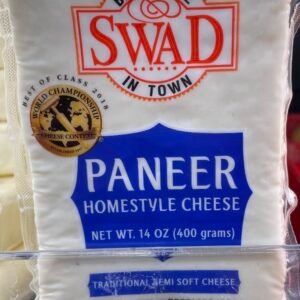 &
SWAD
IN TOWN
BEST OF CLASS 2018
WORLD CHAMPIONSHIP
CHEESE CONTEST
PANEER
HOMESTYLE CHEESE
NET WT. 14 OZ (400 grams)
TRADITIONAL SEMI SOFT CHEESE